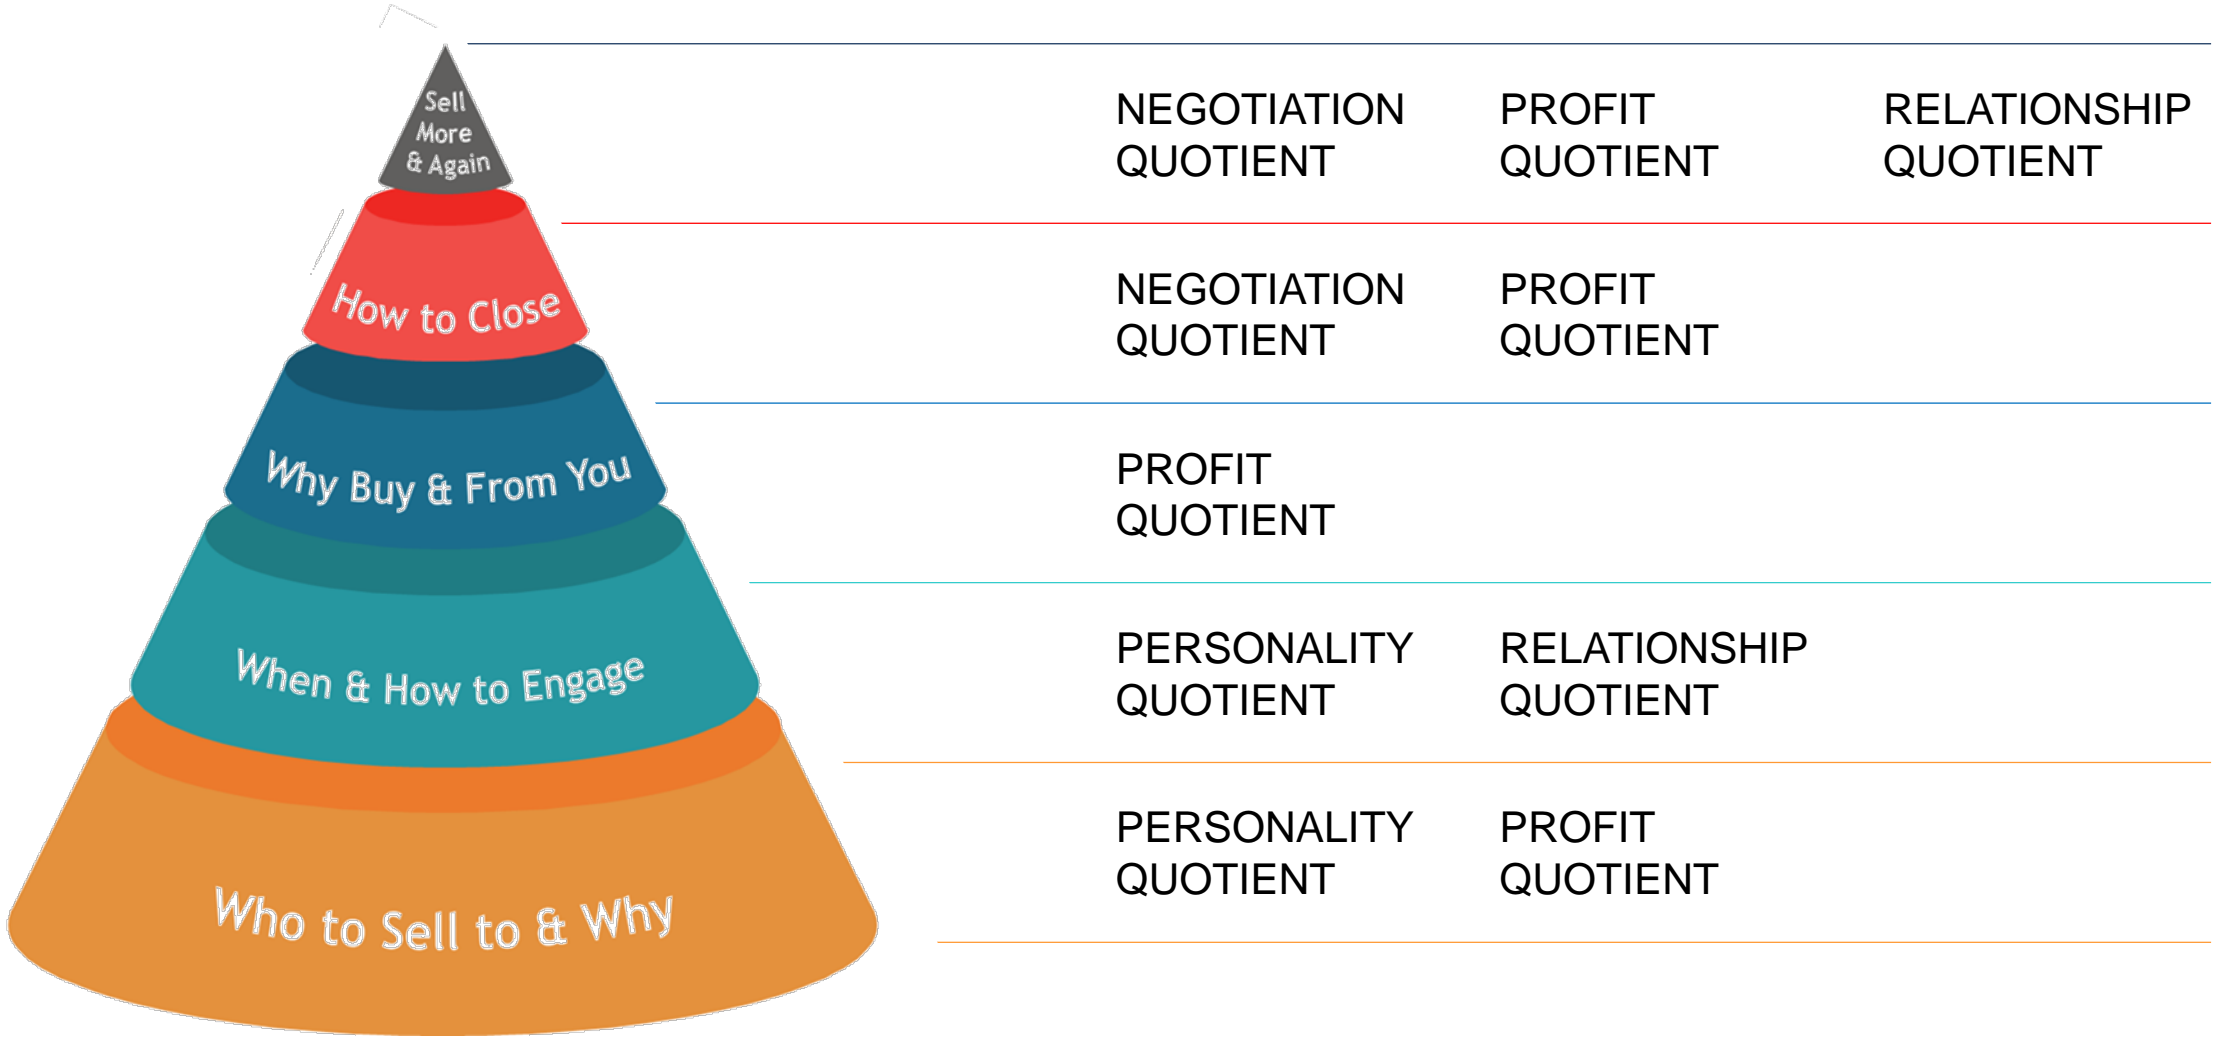 Sell
More
& Again
NEGOTIATION PROFIT RELATIONSHIP
QUOTIENT QUOTIENT QUOTIENT
How to Close
NEGOTIATION PROFIT
QUOTIENT QUOTIENT
Why Buy & From You
PROFIT
QUOTIENT
When & How to Engage
PERSONALITY RELATIONSHIP
QUOTIENT QUOTIENT
Who to Sell to & Why
PERSONALITY PROFIT
QUOTIENT QUOTIENT